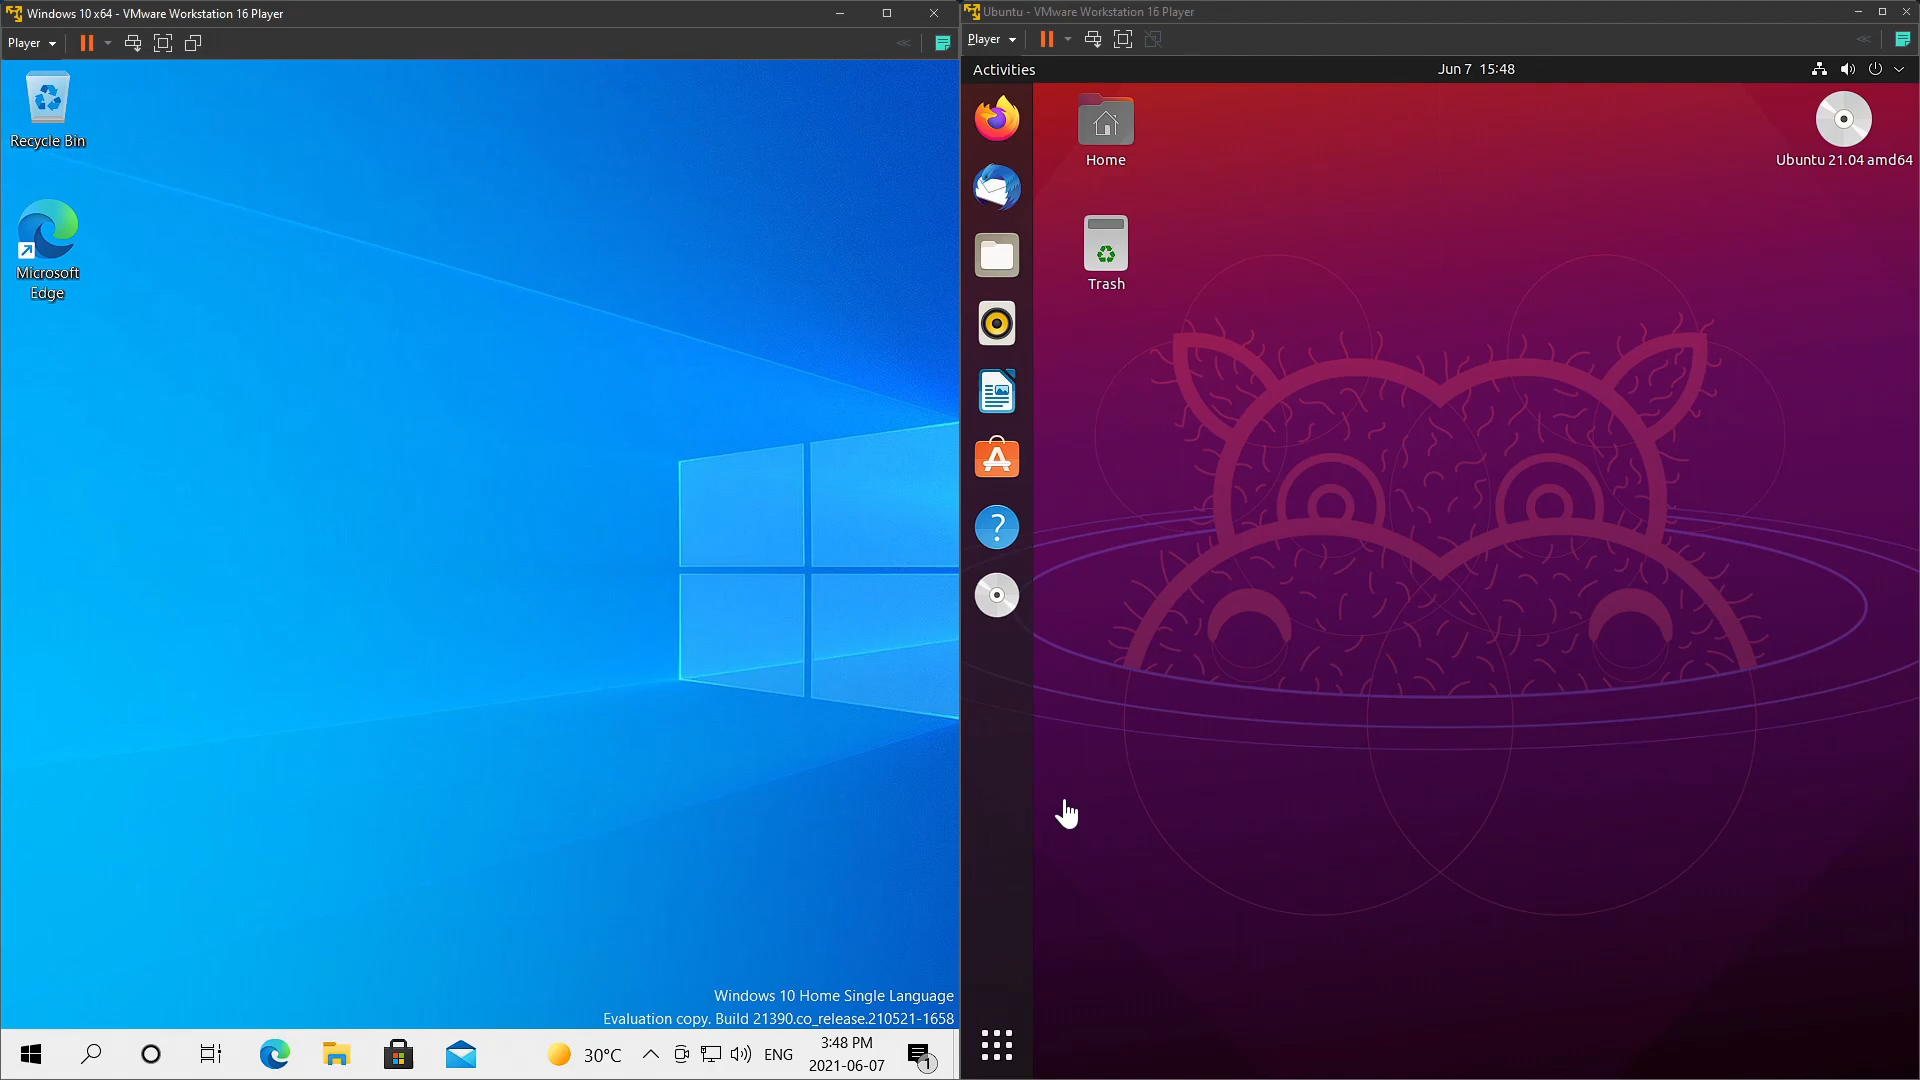 Windows 10 x64 - VMware Workstation 16 Player
Player
Recycle Bin
Microsoft
Edge
Windows 10 Home Single Language
Evaluation copy. Build 21390.co_release.210521-1658
30°C
ENG
3:48 PM
2021-06-07
1
Ubuntu - VMware Workstation 16 Player
Player
Activities
Jun 7 15:48
Home
Trash
Ubuntu 21.04 amd64